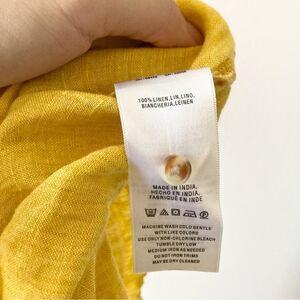 100% LINEN, LIN, LINO,
BIANCHERIA, LEINEN
MADE IN INDIA.
HECHO EN INDIA.
FABRIQUÉ EN INDE
MACHINE WASH COLD GENTLE
WITH LIKE COLORS
USE ONLY NON-CHLORINE BLEACH
TUMBLE DRY LOW
MEDIUM IRON AS NEEDED
DO NOT IRON TRIMS
MAY BE DRY CLEANED